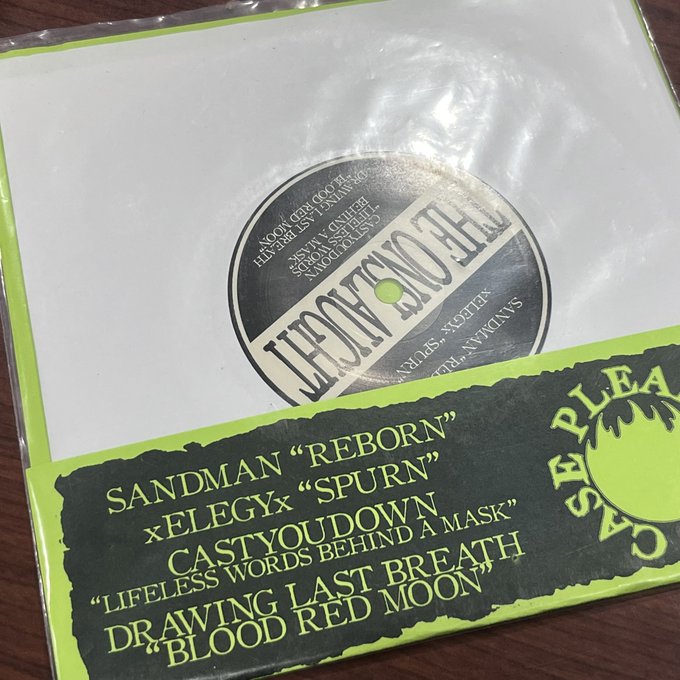 DRAWING LAST BREATH
"BLOOD RED MOON"
CASTYOUDOWN
"LIFELESS WORDS
BEHIND A MASK"
THE ONSLAUGHT
SANDMAN
xELEGYx "SPURN"
SANDMAN "REBORN"
xELEGYx "SPURN"
CASTYOUDOWN
"LIFELESS WORDS BEHIND A MASK"
DRAWING LAST BREATH
"BLOOD RED MOON"
CASE PLEA